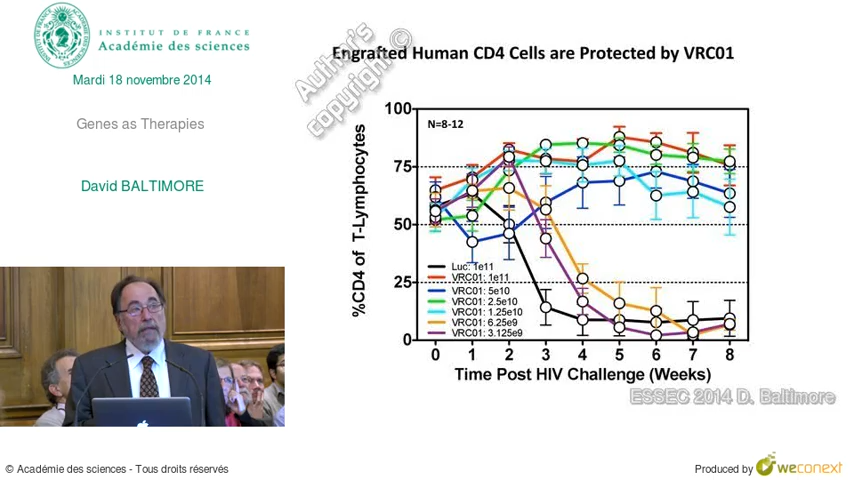 INSTITUT DE FRANCE
Académie des sciences
Mardi 18 novembre 2014
Genes as Therapies
David BALTIMORE
Author's
copyright ©
Engrafted Human CD4 Cells are Protected by VRC01
N=8-12
%CD4 of T-Lymphocytes
100
75
50
25
0
Luc: 1e11
VRC01: 1e11
VRC01: 5e10
VRC01: 2.5e10
VRC01: 1.25e10
VRC01: 6.25e9
VRC01: 3.125e9
0 1 2 3 4 5 6 7 8
Time Post HIV Challenge (Weeks)
ESSEC 2014 D. Baltimore
© Académie des sciences - Tous droits réservés
Produced by weconext